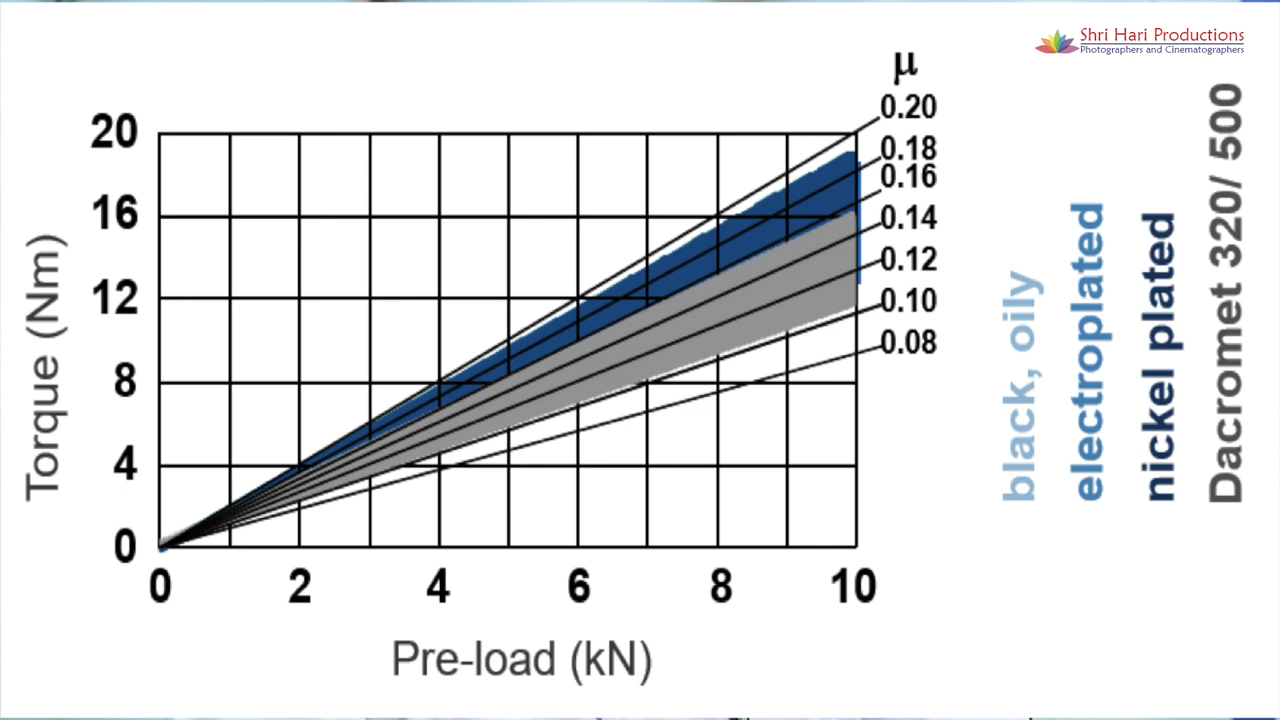 Shri Hari Productions
Photographers and Cinematographers
μ
0.20
0.18
0.16
0.14
0.12
0.10
0.08
20
16
12
8
4
0
0 2 4 6 8 10
Torque (Nm)
Pre-load (kN)
black, oily
electroplated
nickel plated
Dacromet 320/ 500